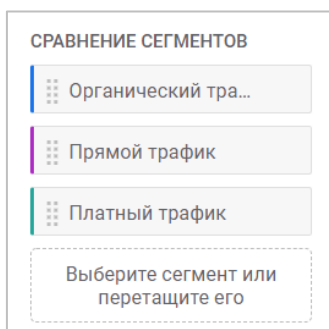 СРАВНЕНИЕ СЕГМЕНТОВ
Органический тра...
Прямой трафик
Платный трафик
Выберите сегмент или
перетащите его